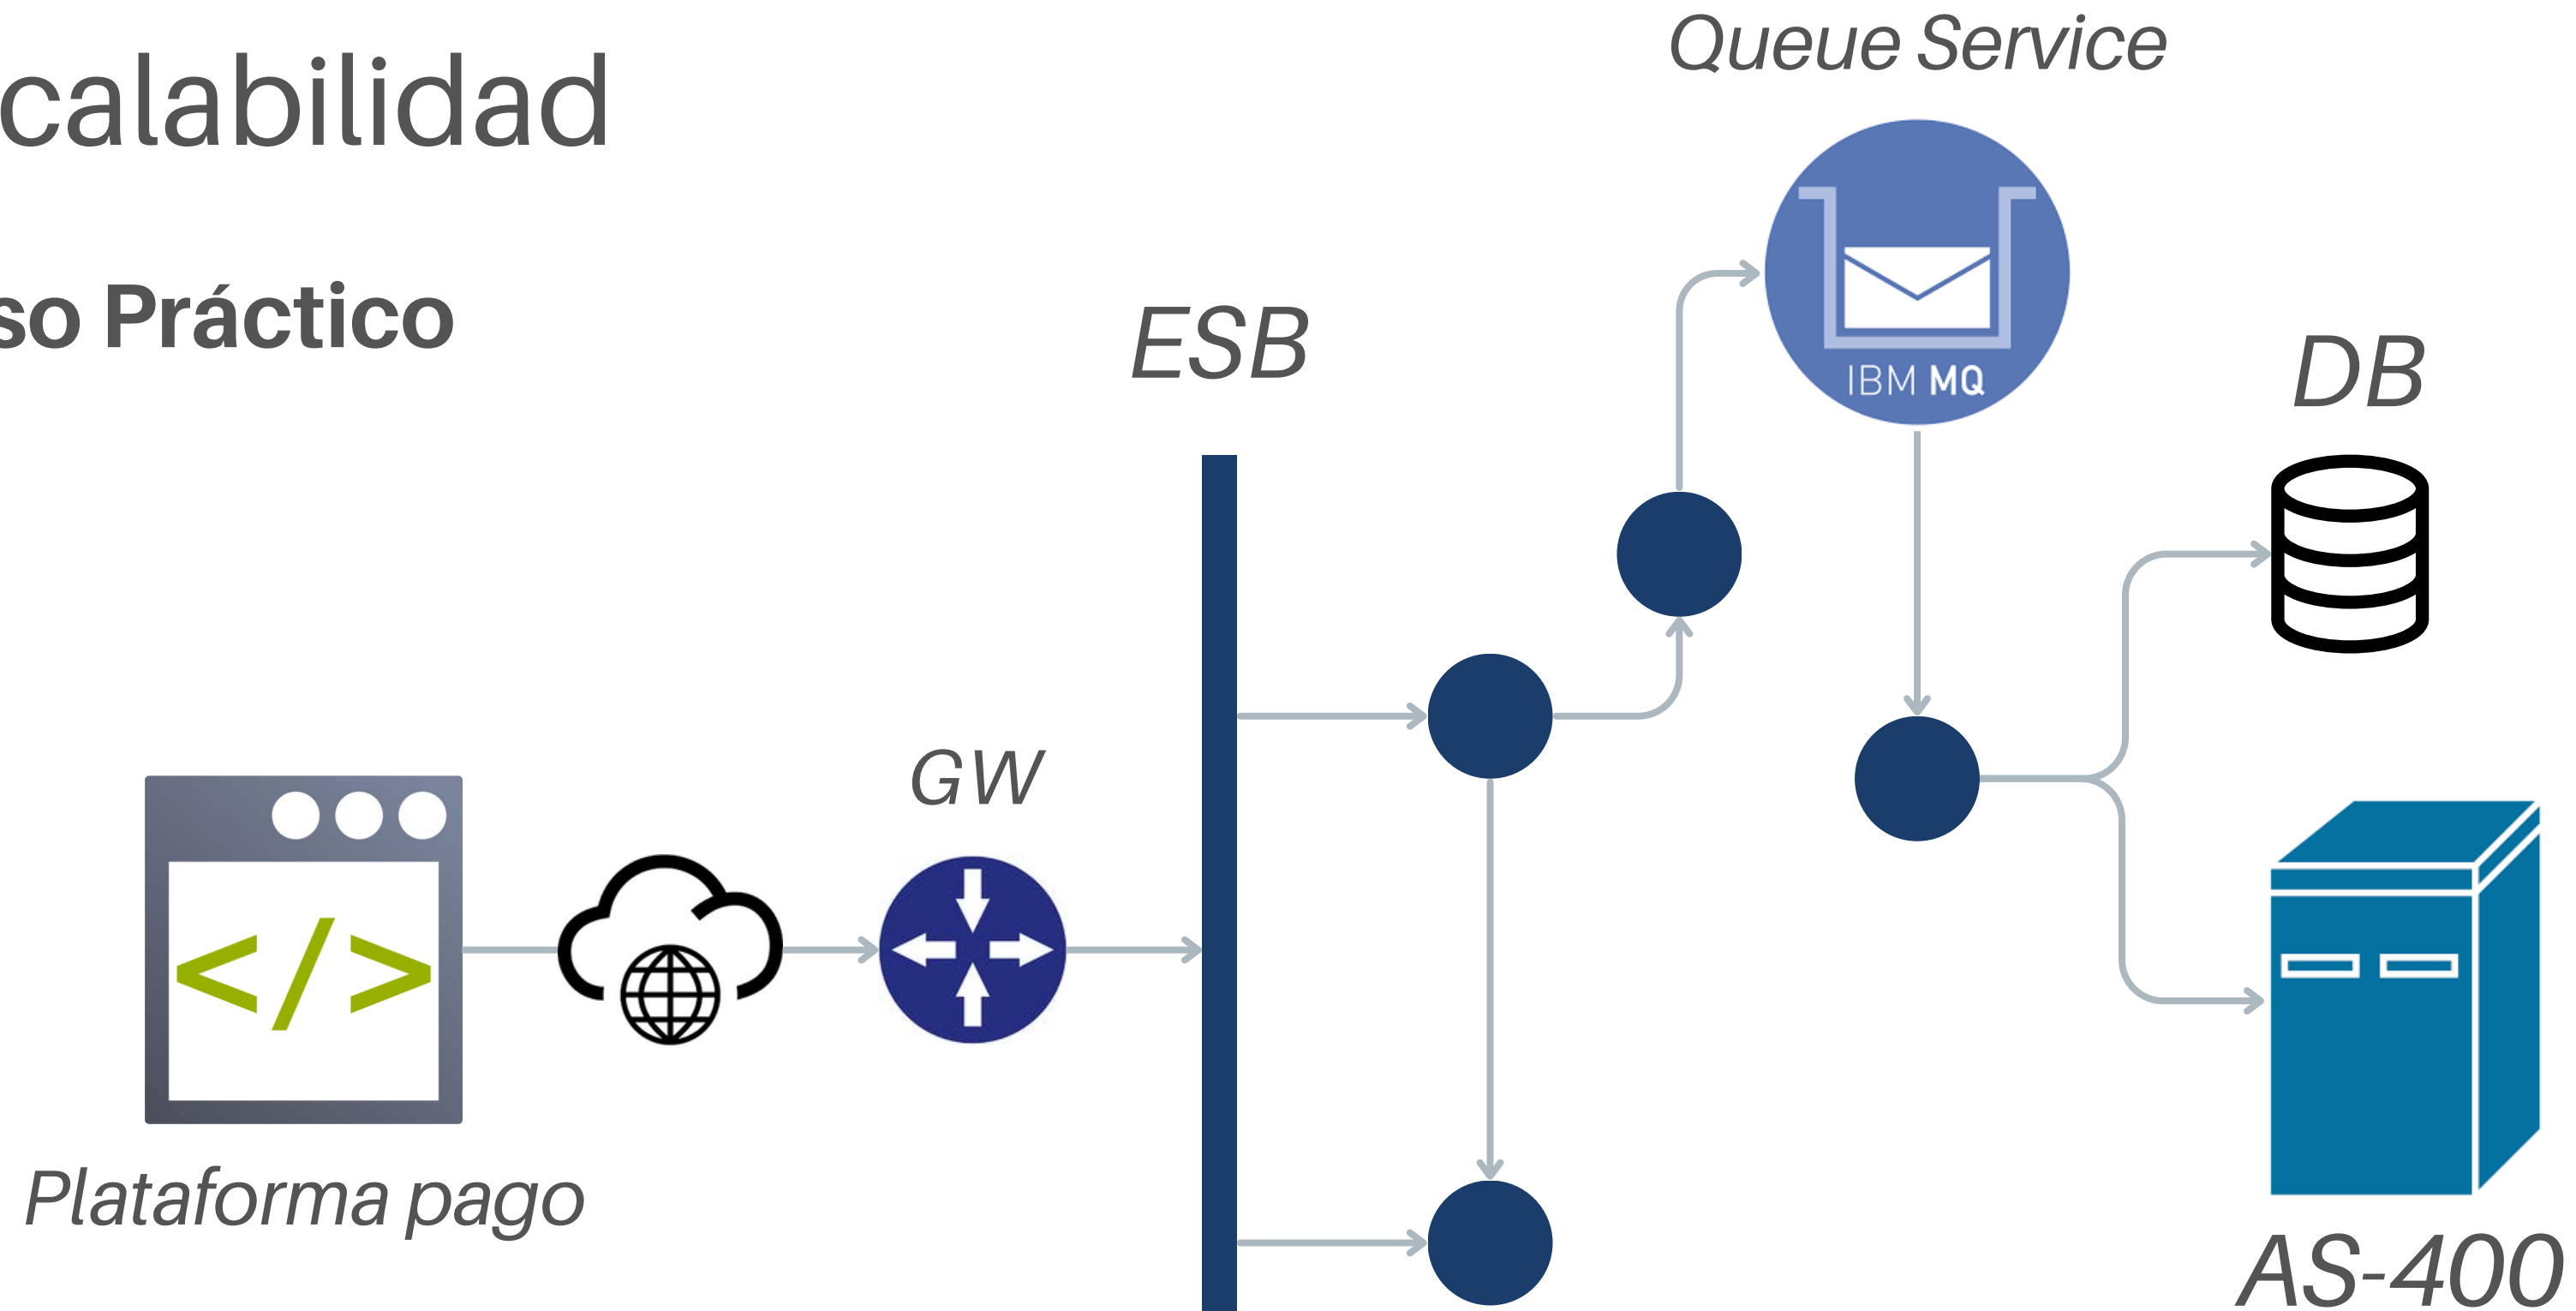 calabilidad
so Práctico
Queue Service
IBM MQ
ESB
DB
GW
</>
Plataforma pago
AS-400